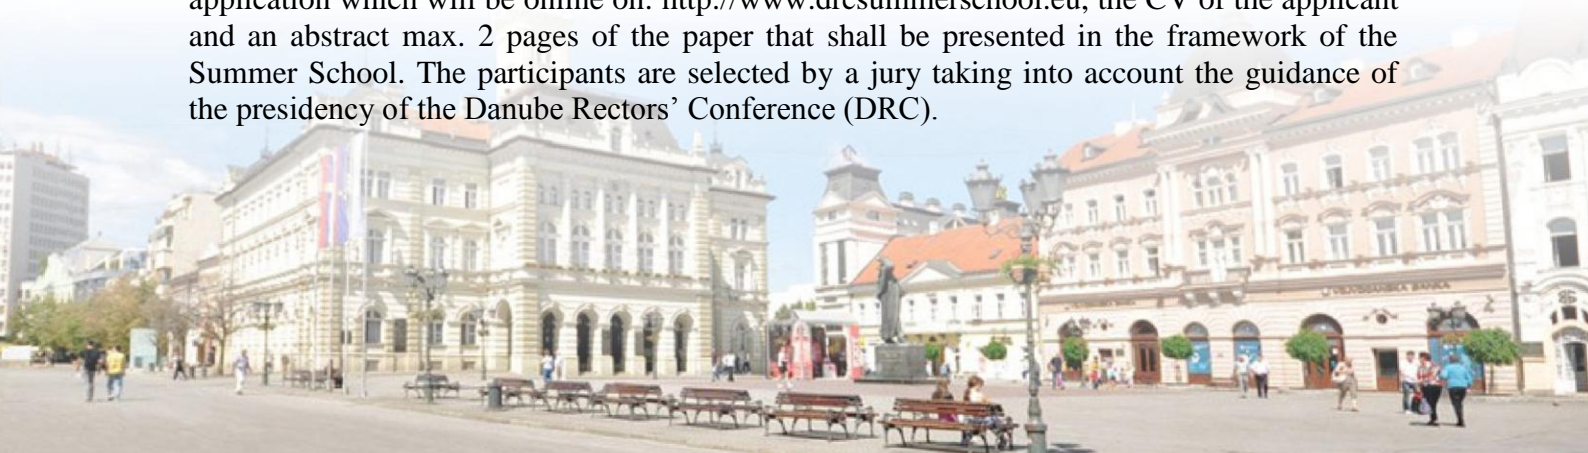 application which will be online on: http://www.drcsummerschool.eu, the CV of the applicant
and an abstract max. 2 pages of the paper that shall be presented in the framework of the
Summer School. The participants are selected by a jury taking into account the guidance of
the presidency of the Danube Rectors’ Conference (DRC).